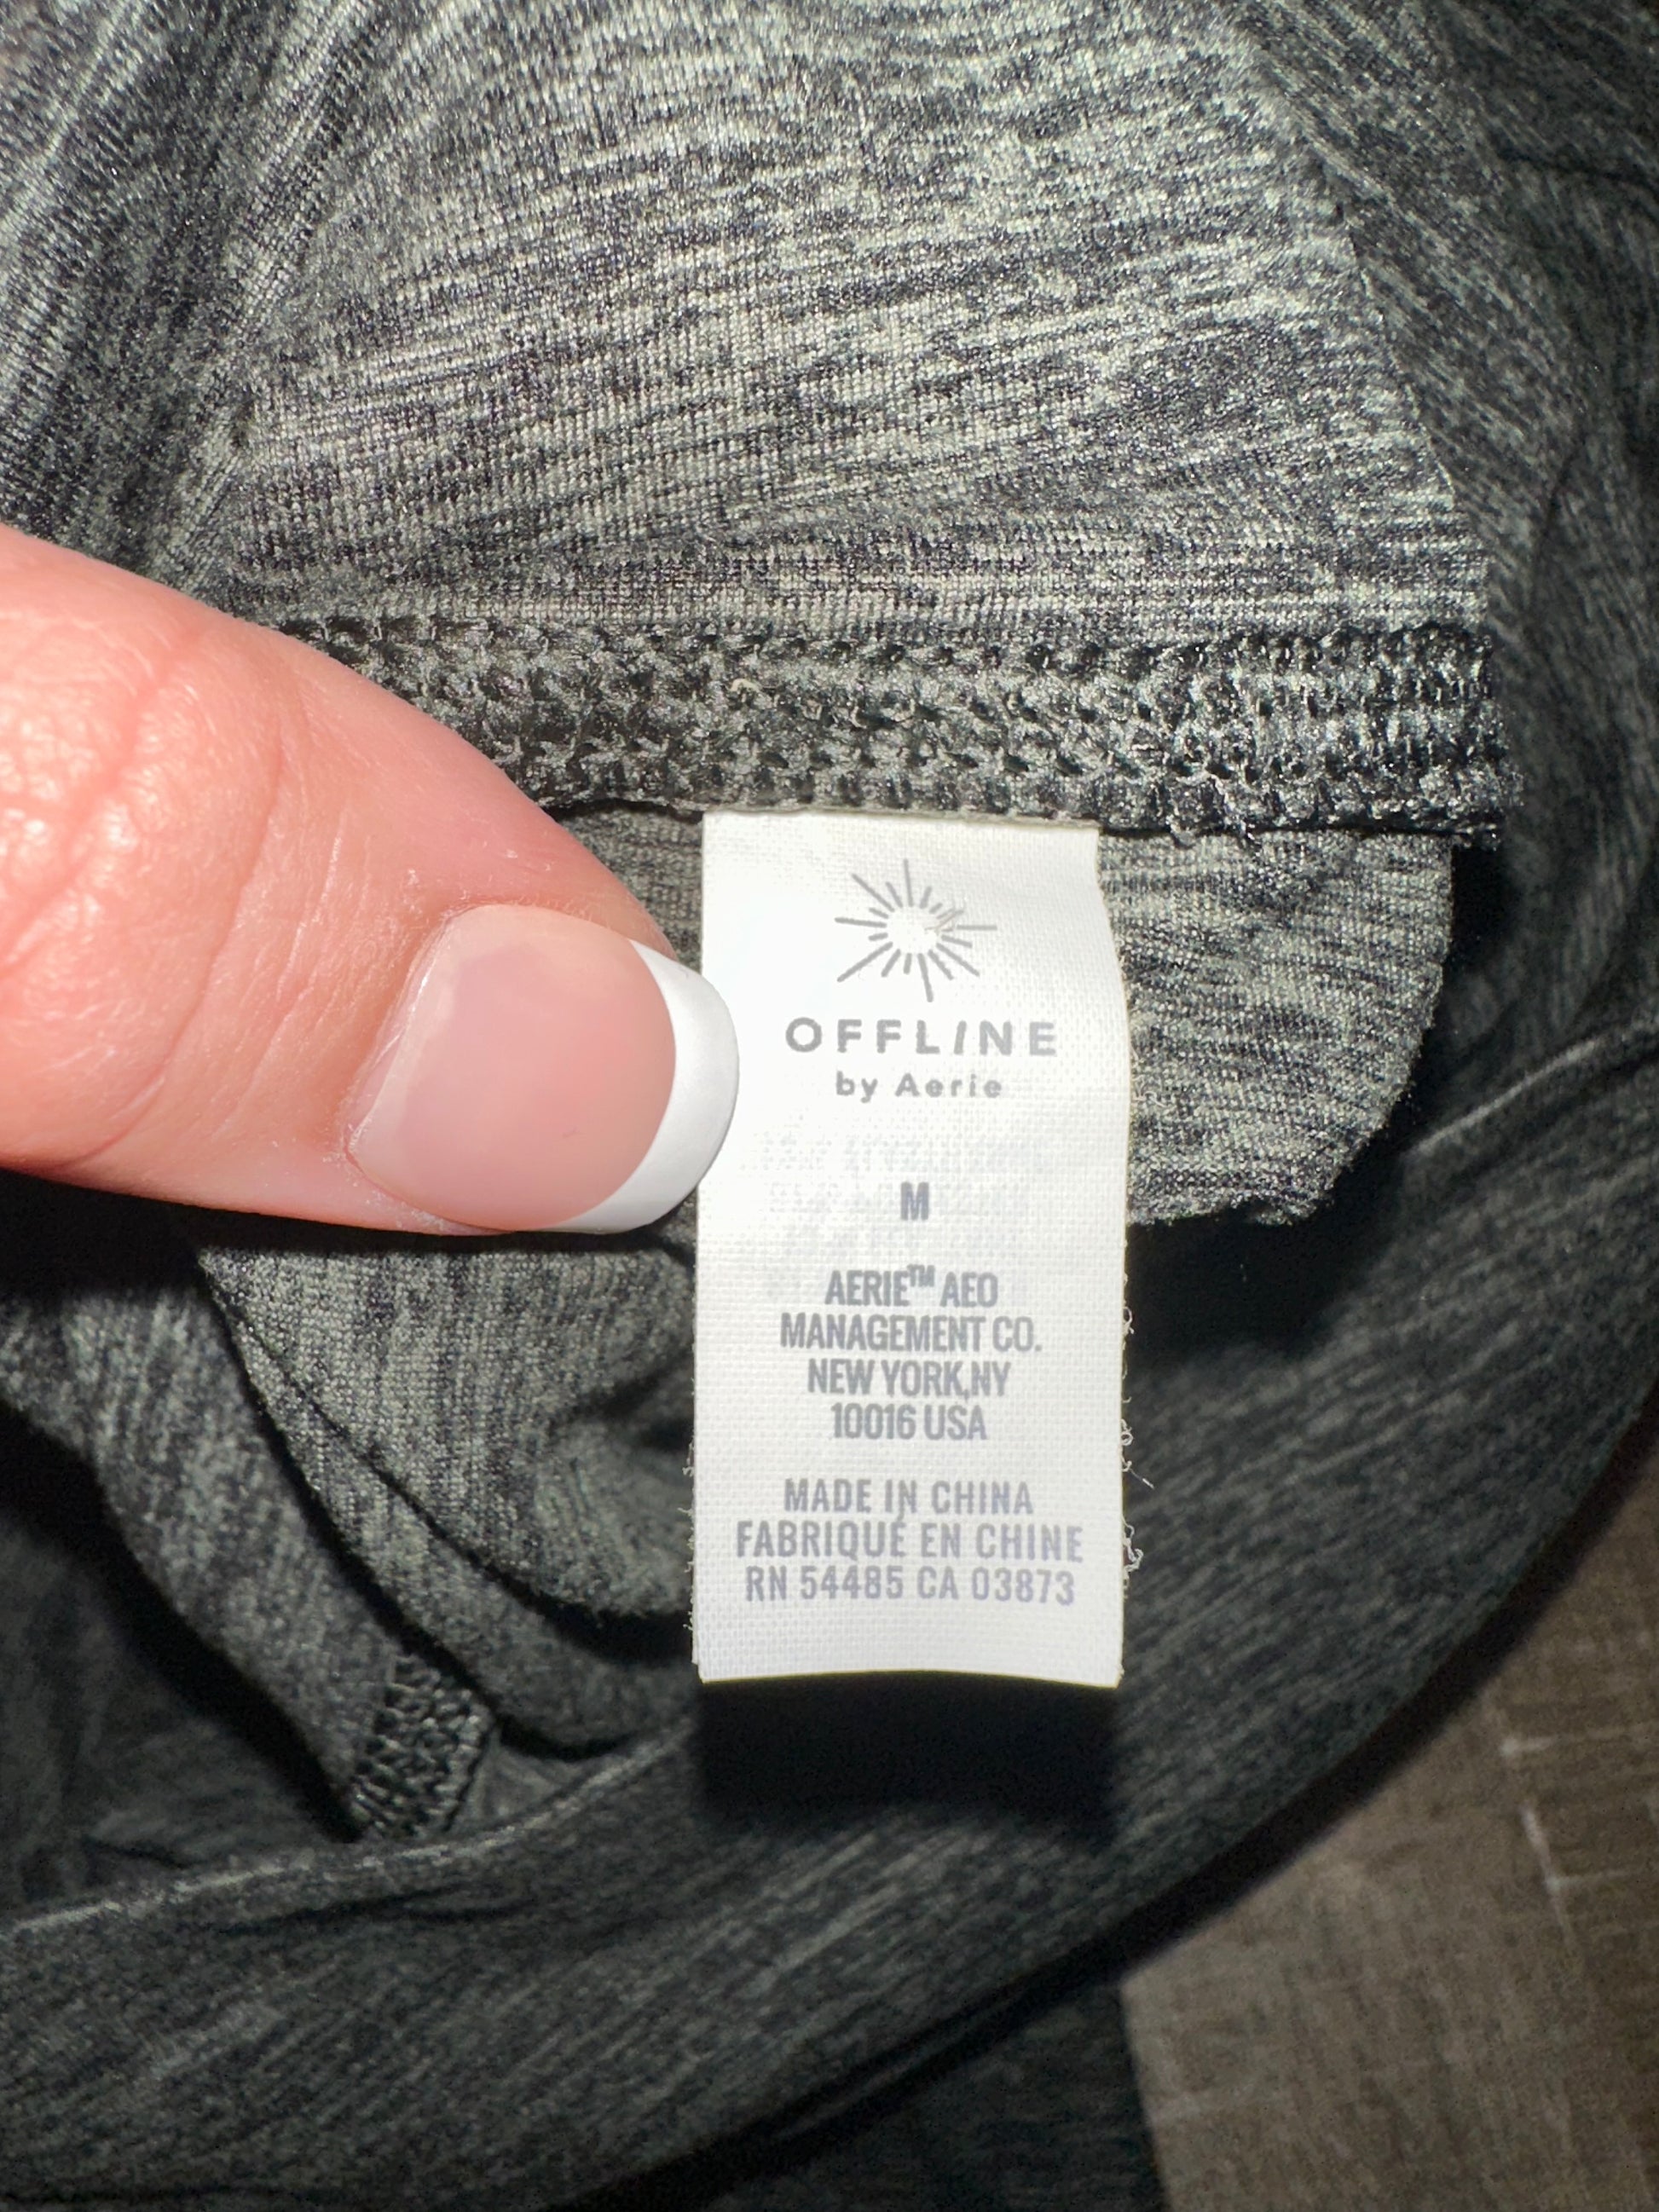 OFFLINE
by Aerie
M
AERIE™ AEO
MANAGEMENT CO.
NEW YORK,NY
10016 USA
MADE IN CHINA
FABRIQUÉ EN CHINE
RN 54485 CA 03873